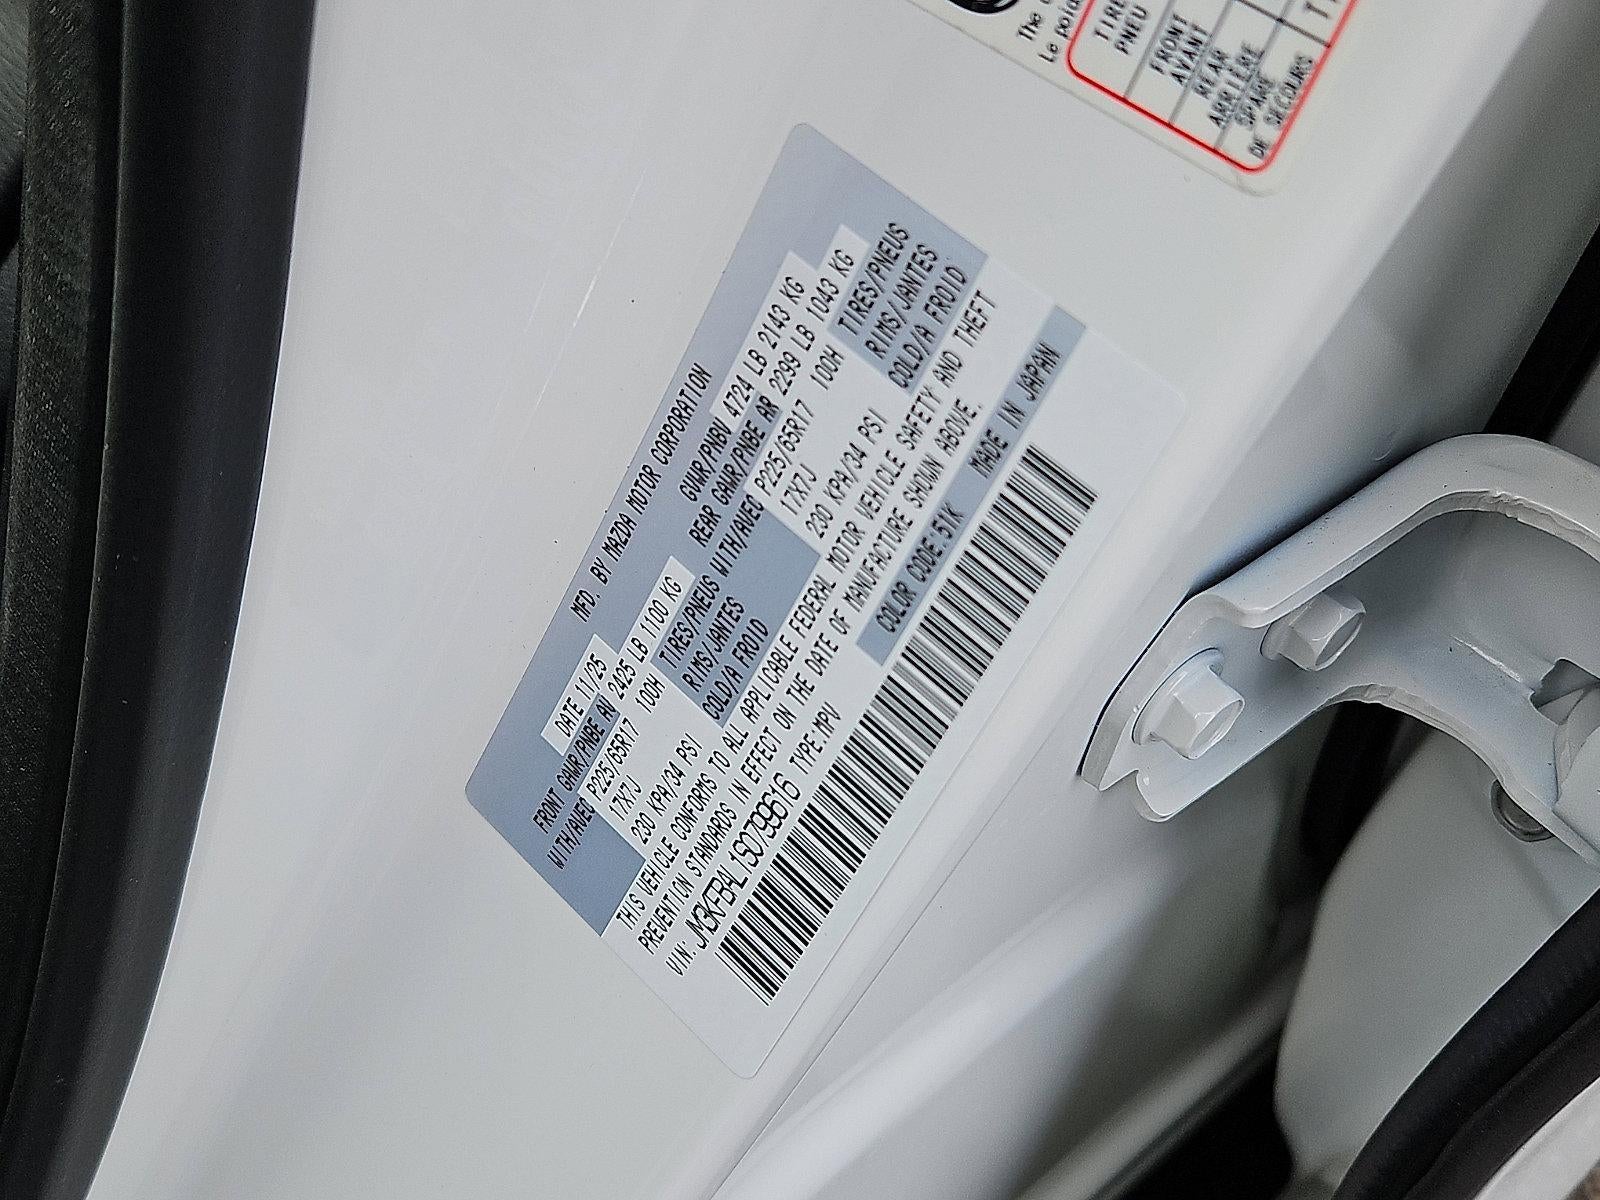 MFD. BY MAZDA MOTOR CORPORATION
DATE 11/25 GVWR/PNBV 4724 LB 2143 KG
FRONT GAWR/PNBE AV 2425 LB 1100 KG REAR GAWR/PNBE AR 2299 LB 1043 KG
WITH/AVEC P225/65R17 100H TIRES/PNEUS WITH/AVEC P225/65R17 100H TIRES/PNEUS
17X7J RIMS/JANTES 17X7J RIMS/JANTES
230 KPA/34 PSI COLD/A FROID 230 KPA/34 PSI COLD/A FROID
THIS VEHICLE CONFORMS TO ALL APPLICABLE FEDERAL MOTOR VEHICLE SAFETY AND THEFT
PREVENTION STANDARDS IN EFFECT ON THE DATE OF MANUFACTURE SHOWN ABOVE.
VIN: JM3KFBAL1S0799616 TYPE:MPV COLOR CODE:51K MADE IN JAPAN
The
Le
TIRE
PNEU
FRONT
AVANT
REAR
ARRIÈRE
SPARE
DE SECOURS